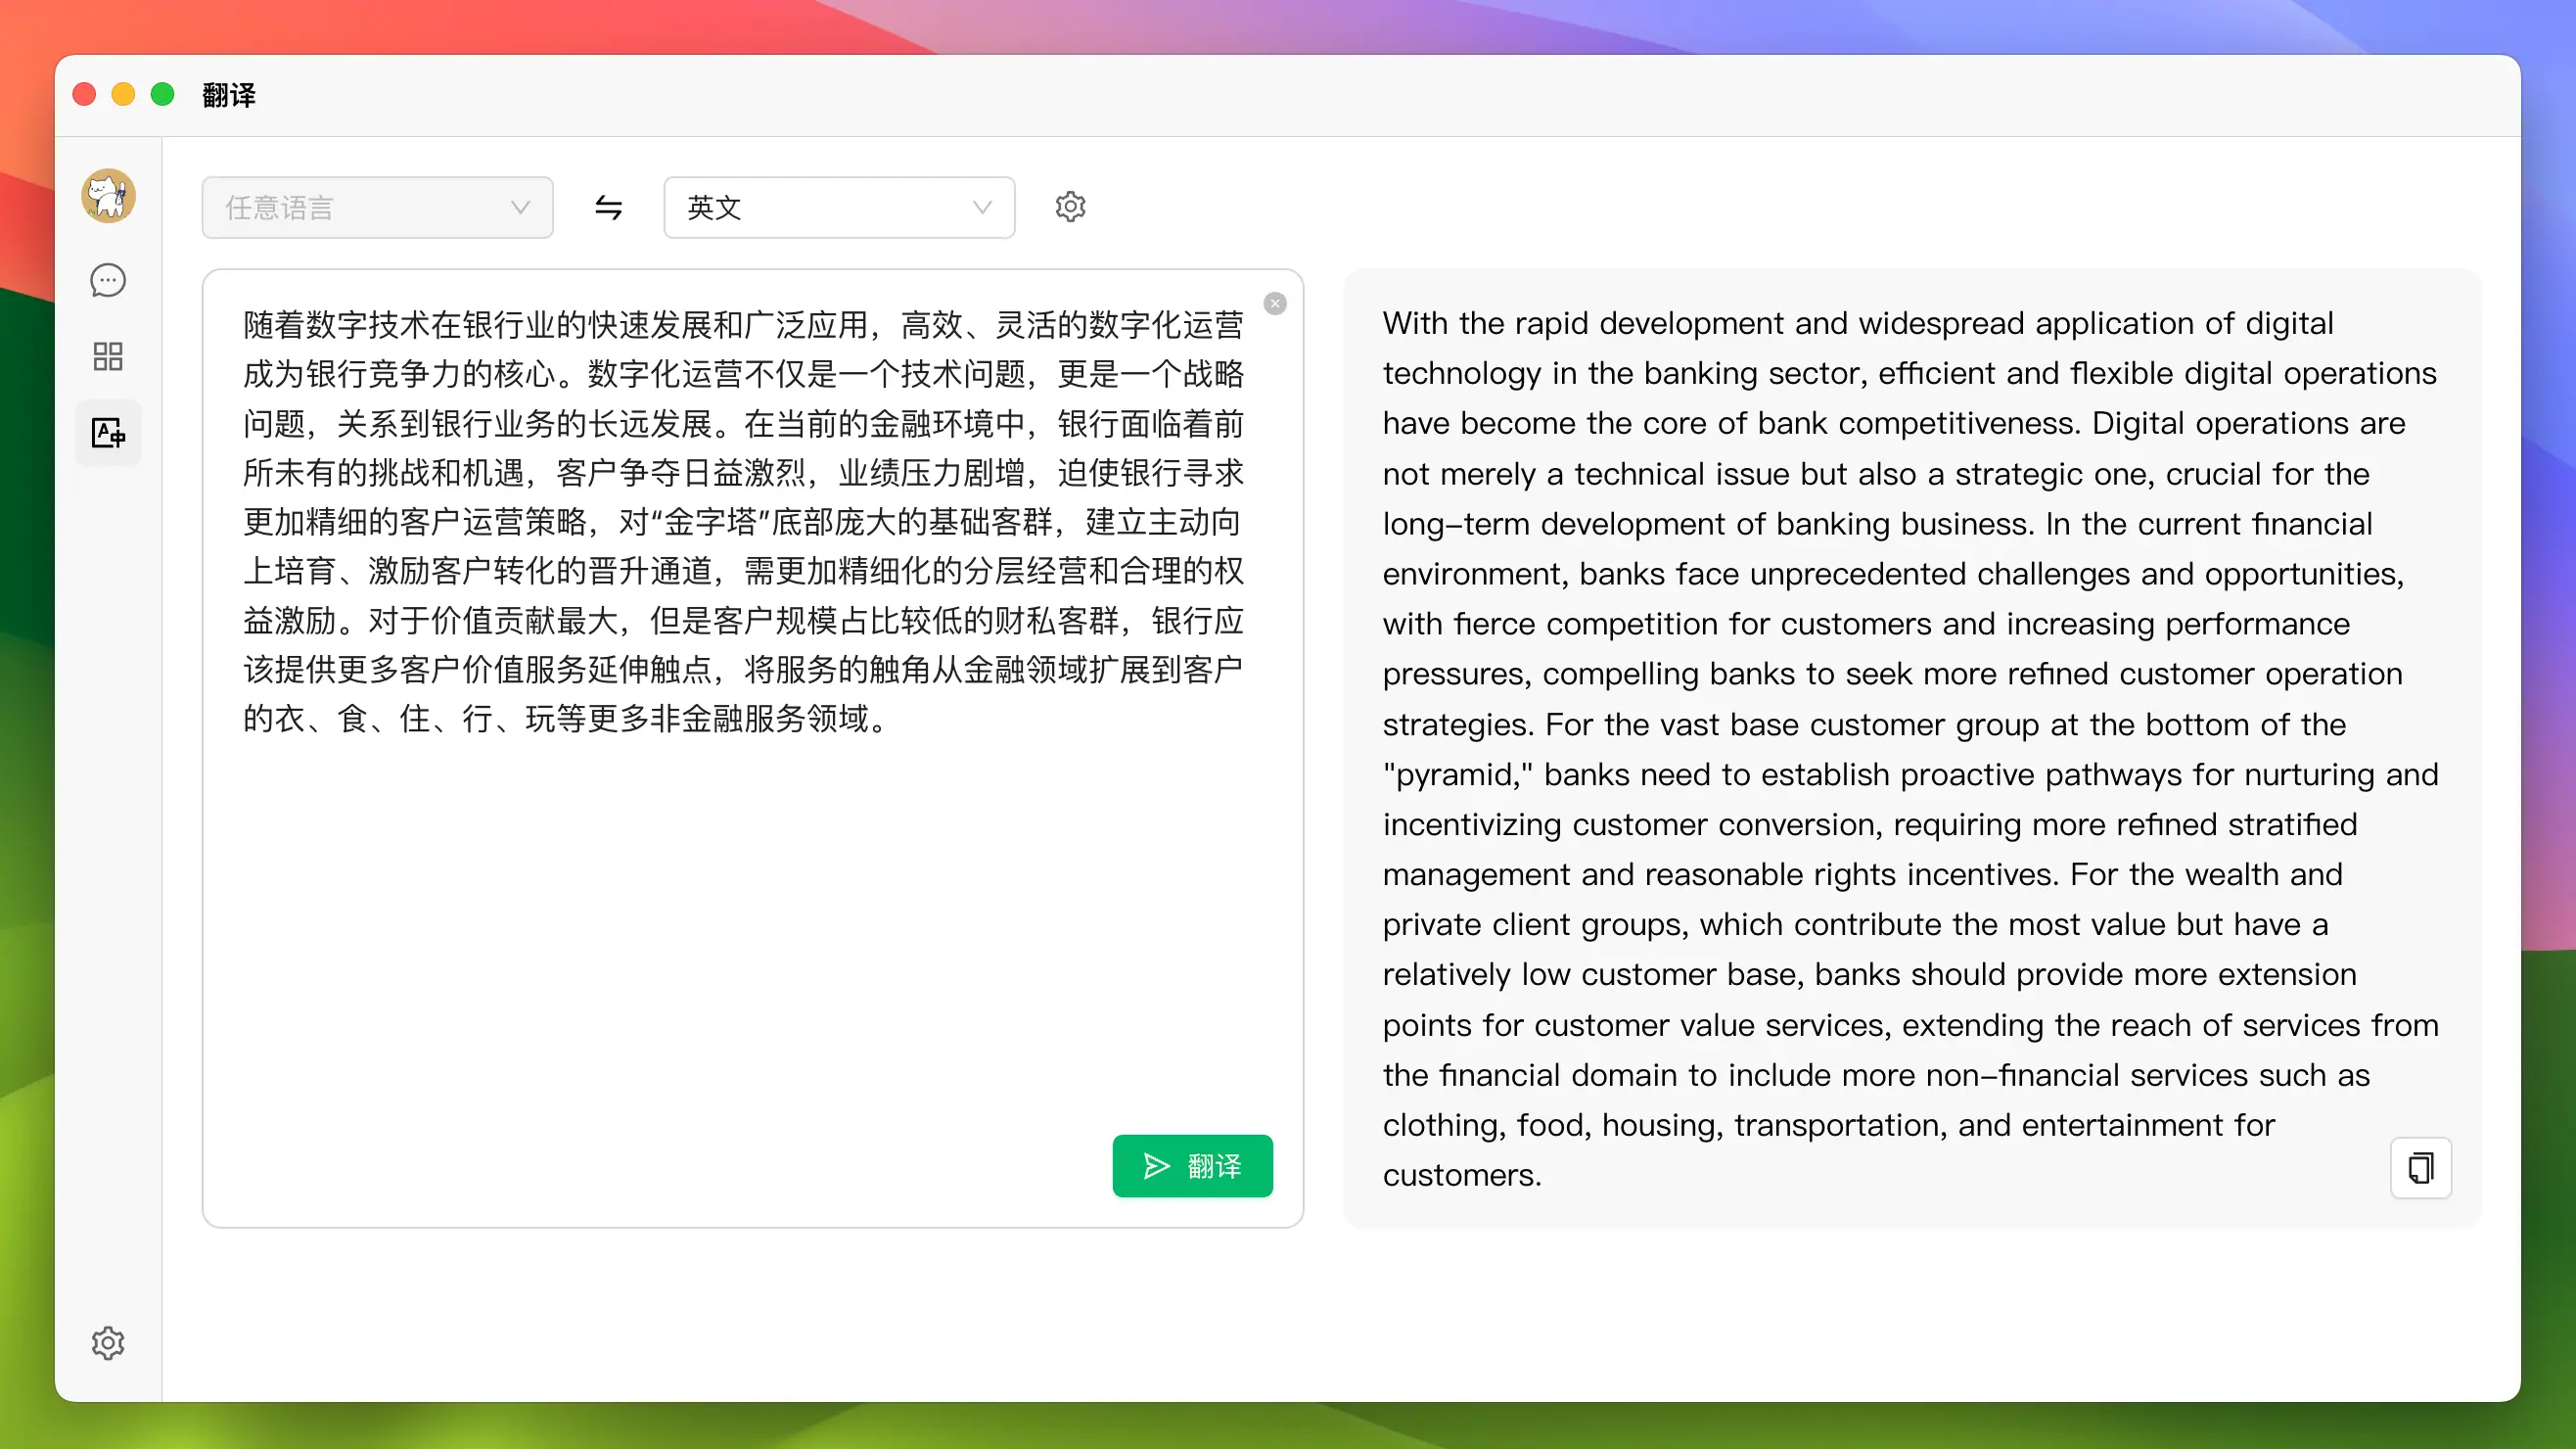 翻译
任意语言
英文
随着数字技术在银行业的快速发展和广泛应用，高效、灵活的数字化运营
成为银行竞争力的核心。数字化运营不仅是一个技术问题，更是一个战略
问题，关系到银行业务的长远发展。在当前的金融环境中，银行面临着前
所未有的挑战和机遇，客户争夺日益激烈，业绩压力剧增，迫使银行寻求
更加精细的客户运营策略，对“金字塔”底部庞大的基础客群，建立主动向
上培育、激励客户转化的晋升通道，需更加精细化的分层经营和合理的权
益激励。对于价值贡献最大，但是客户规模占比较低的财私客群，银行应
该提供更多客户价值服务延伸触点，将服务的触角从金融领域扩展到客户
的衣、食、住、行、玩等更多非金融服务领域。
翻译
With the rapid development and widespread application of digital
technology in the banking sector, efficient and flexible digital operations
have become the core of bank competitiveness. Digital operations are
not merely a technical issue but also a strategic one, crucial for the
long-term development of banking business. In the current financial
environment, banks face unprecedented challenges and opportunities,
with fierce competition for customers and increasing performance
pressures, compelling banks to seek more refined customer operation
strategies. For the vast base customer group at the bottom of the
"pyramid," banks need to establish proactive pathways for nurturing and
incentivizing customer conversion, requiring more refined stratified
management and reasonable rights incentives. For the wealth and
private client groups, which contribute the most value but have a
relatively low customer base, banks should provide more extension
points for customer value services, extending the reach of services from
the financial domain to include more non-financial services such as
clothing, food, housing, transportation, and entertainment for
customers.